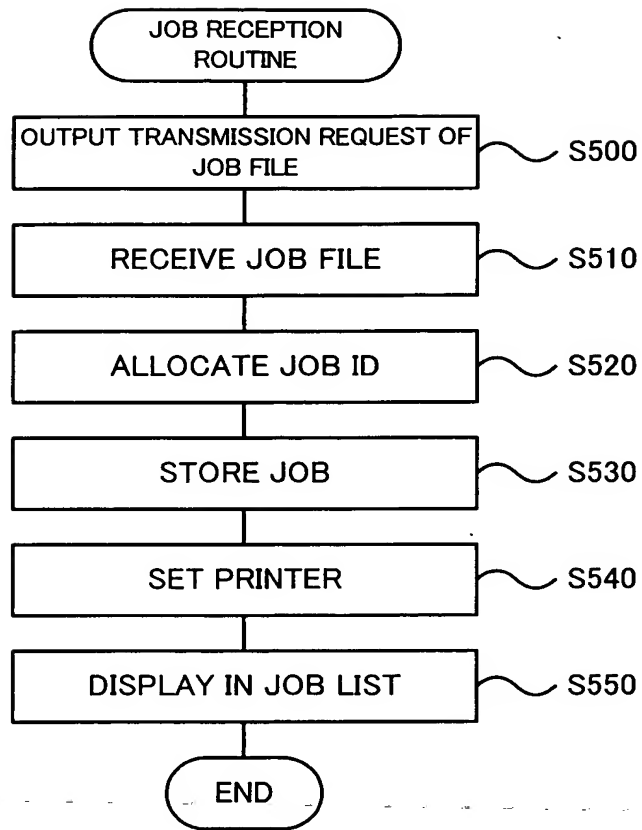 JOB RECEPTION
ROUTINE
OUTPUT TRANSMISSION REQUEST OF
JOB FILE
S500
RECEIVE JOB FILE
S510
ALLOCATE JOB ID
S520
STORE JOB
S530
SET PRINTER
S540
DISPLAY IN JOB LIST
S550
END